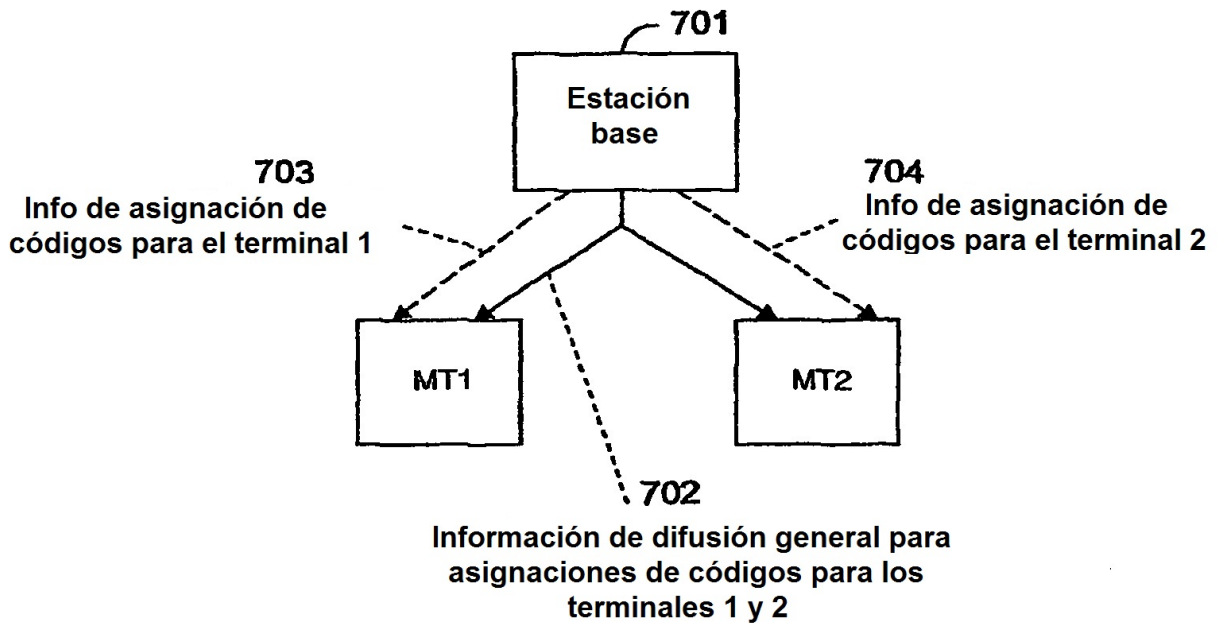 701
Estación
base
703
Info de asignación de
códigos para el terminal 1
704
Info de asignación de
códigos para el terminal 2
MT1
MT2
702
Información de difusión general para
asignaciones de códigos para los
terminales 1 y 2